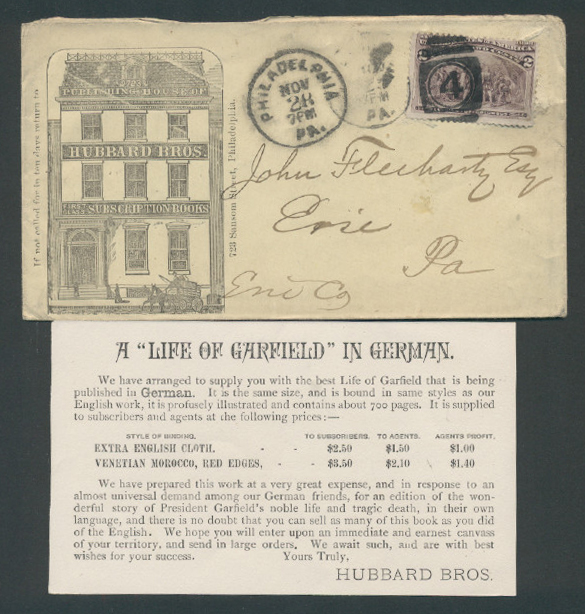 If not called for in ten days return to
PUBLISHING HOUSE OF
HUBBARD BROS.
FIRST CLASS SUBSCRIPTION BOOKS
723 Sansom Street, Philadelphia.
PHILADELPHIA
NOV
28
PM
PA.
PM
PA.
2
4
2
John Fleeharty Esq
Erie
Pa
Erie Co
A "LIFE OF GARFIELD" IN GERMAN.
We have arranged to supply you with the best Life of Garfield that is being
published in German. It is the same size, and is bound in same styles as our
English work, it is profusely illustrated and contains about 700 pages. It is supplied
to subscribers and agents at the following prices:—
STYLE OF BINDING. TO SUBSCRIBERS. TO AGENTS. AGENTS PROFIT.
EXTRA ENGLISH CLOTH, - - $2.50 $1.50 $1.00
VENETIAN MOROCCO, RED EDGES, - - $3.50 $2.10 $1.40
We have prepared this work at a very great expense, and in response to an
almost universal demand among our German friends, for an edition of the won-
derful story of President Garfield's noble life and tragic death, in their own
language, and there is no doubt that you can sell as many of this book as you did
of the English. We hope you will enter upon an immediate and earnest canvass
of your territory, and send in large orders. We await such, and are with best
wishes for your success. Yours Truly,
HUBBARD BROS.